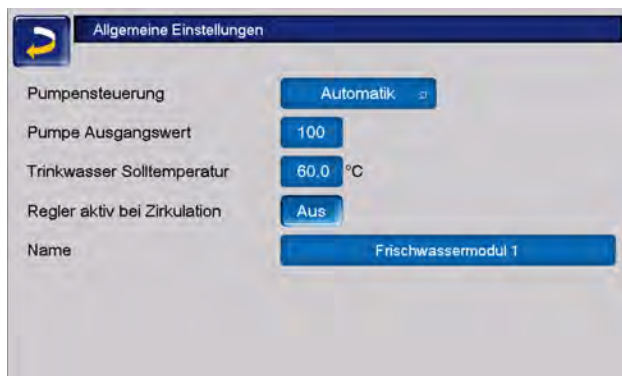 Allgemeine Einstellungen
Pumpensteuerung Automatik
Pumpe Ausgangswert 100
Trinkwasser Solltemperatur 60.0 °C
Regler aktiv bei Zirkulation Aus
Name Frischwassermodul 1